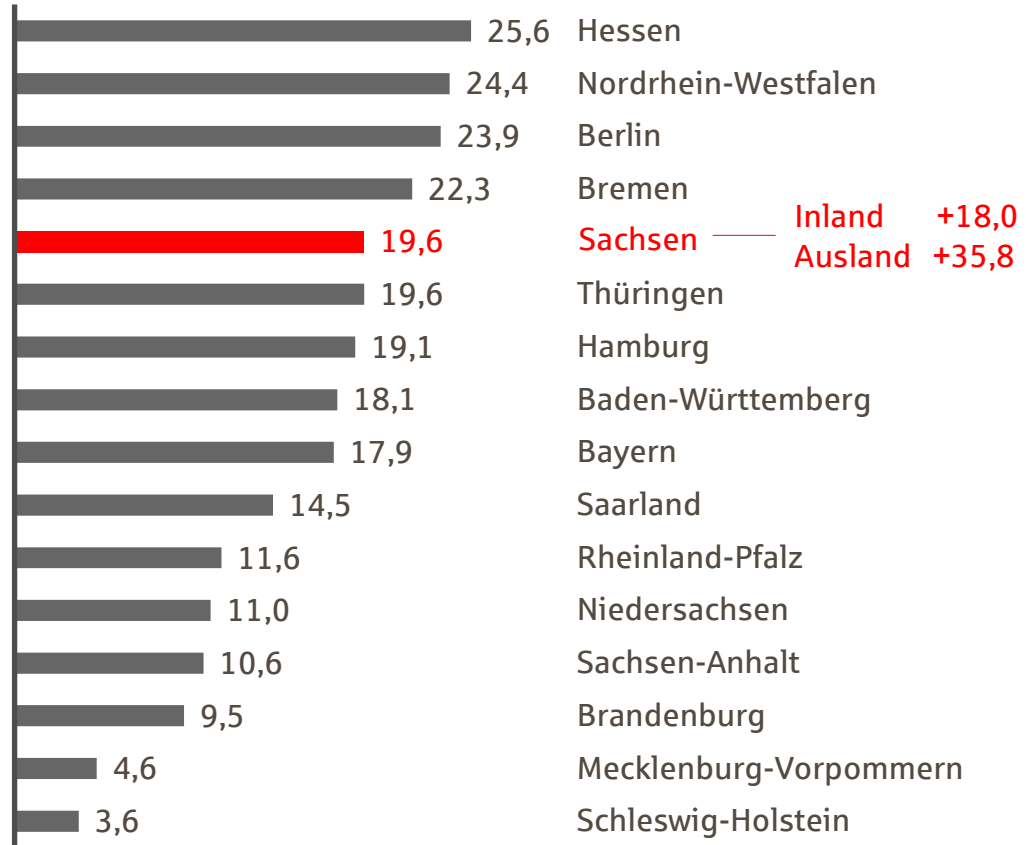 25,6 Hessen
24,4 Nordrhein-Westfalen
23,9 Berlin
22,3 Bremen
19,6 Sachsen
Inland +18,0
Ausland +35,8
19,6 Thüringen
19,1 Hamburg
18,1 Baden-Württemberg
17,9 Bayern
14,5 Saarland
11,6 Rheinland-Pfalz
11,0 Niedersachsen
10,6 Sachsen-Anhalt
9,5 Brandenburg
4,6 Mecklenburg-Vorpommern
3,6 Schleswig-Holstein